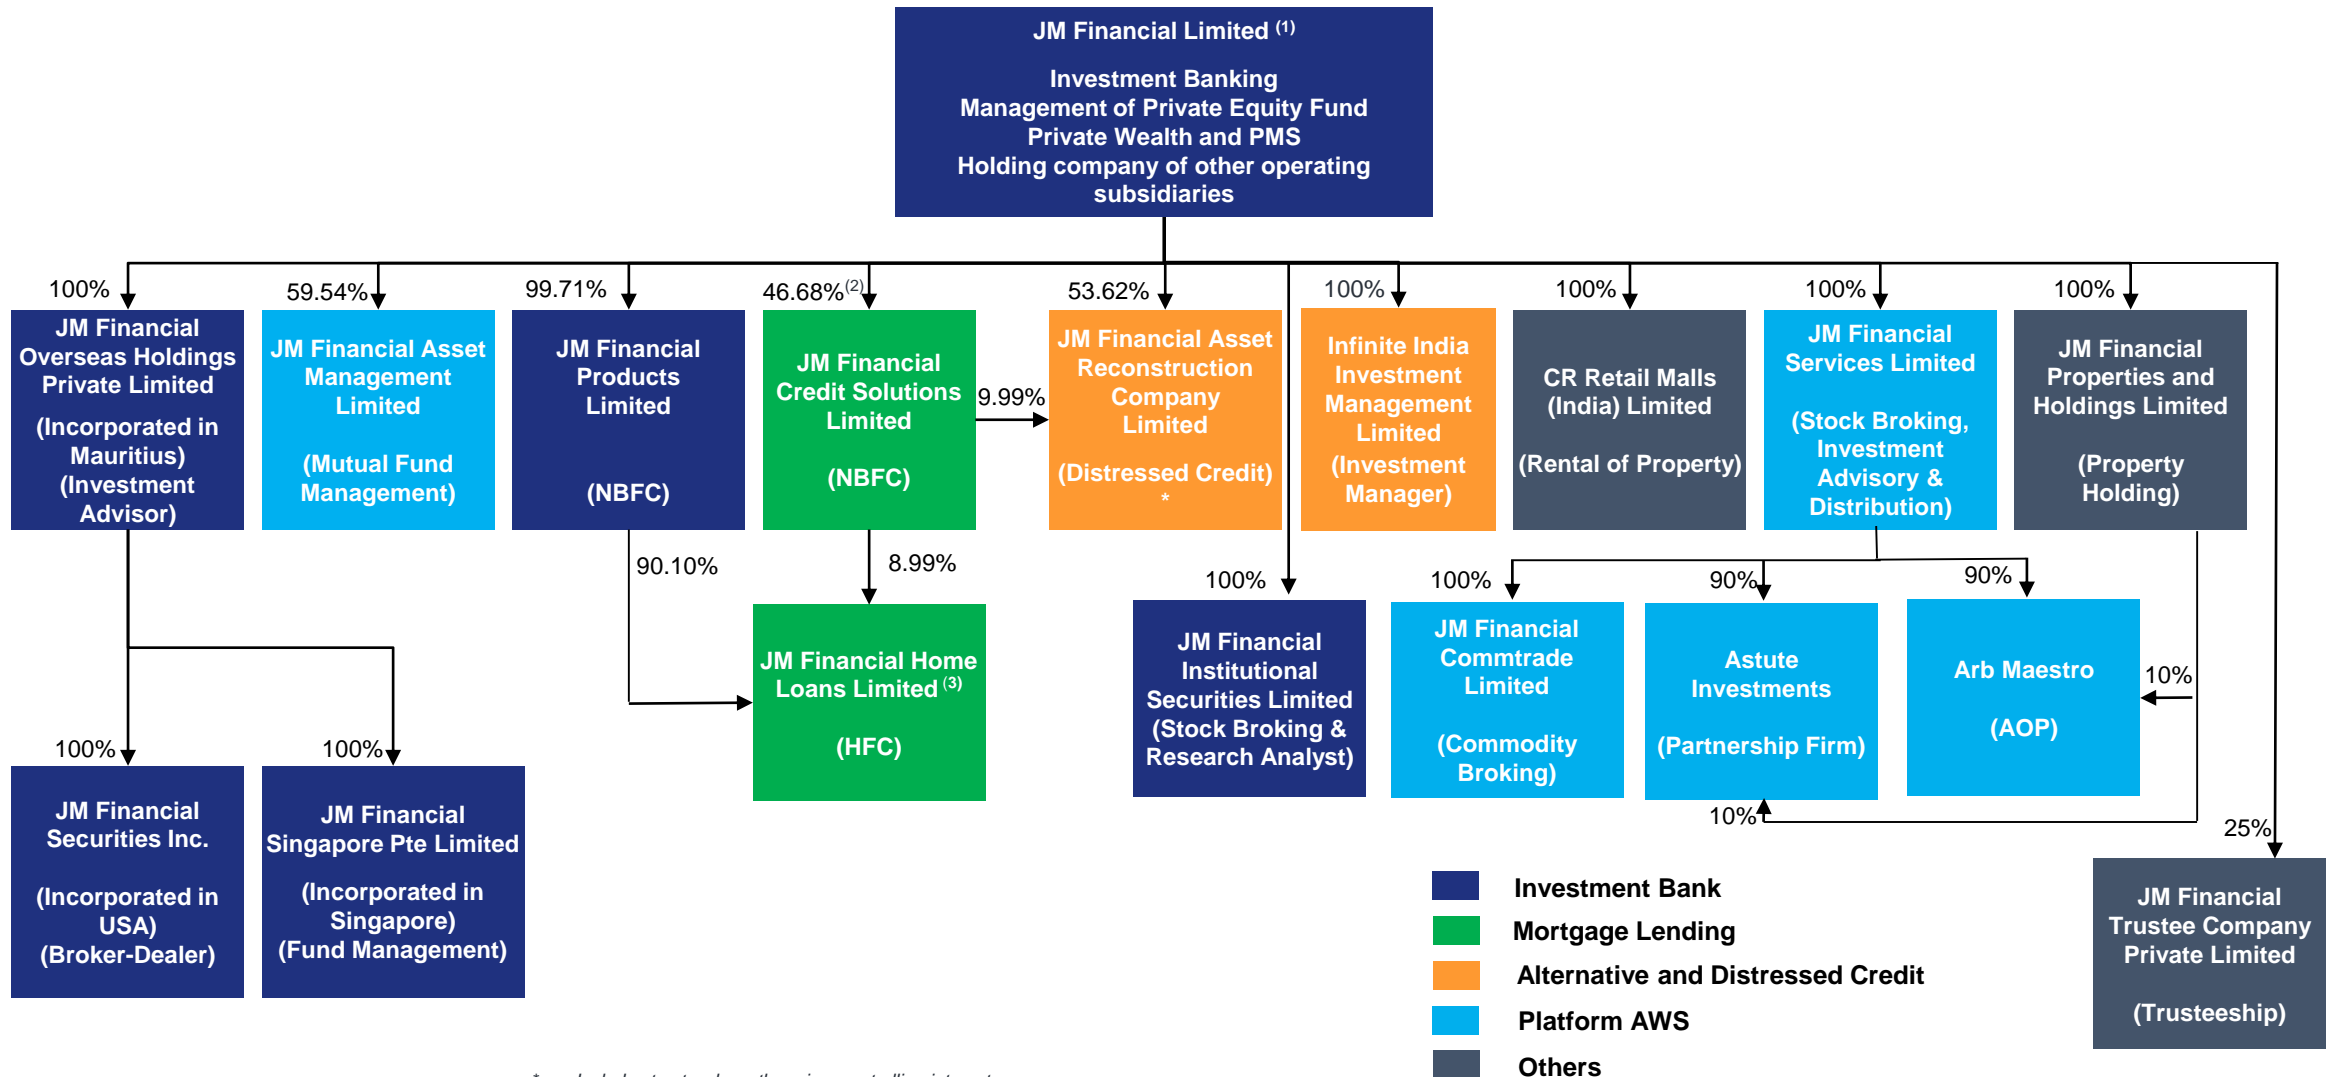 JM Financial Limited (1)
Investment Banking
Management of Private Equity Fund
Private Wealth and PMS
Holding company of other operating
subsidiaries
100%
59.54%
99.71%
46.68%(2)
53.62%
100%
100%
100%
100%
JM Financial
Overseas Holdings
Private Limited
(Incorporated in
Mauritius)
(Investment
Advisor)
JM Financial Asset
Management
Limited
(Mutual Fund
Management)
JM Financial
Products
Limited
(NBFC)
JM Financial
Credit Solutions
Limited
(NBFC)
9.99%
JM Financial Asset
Reconstruction
Company
Limited
(Distressed Credit)
*
Infinite India
Investment
Management
Limited
(Investment
Manager)
CR Retail Malls
(India) Limited
(Rental of Property)
JM Financial
Services Limited
(Stock Broking,
Investment
Advisory &
Distribution)
JM Financial
Properties and
Holdings Limited
(Property
Holding)
90.10%
8.99%
100%
100%
90%
90%
JM Financial Home
Loans Limited (3)
(HFC)
JM Financial
Institutional
Securities Limited
(Stock Broking &
Research Analyst)
JM Financial
Commtrade
Limited
(Commodity
Broking)
Astute
Investments
(Partnership Firm)
Arb Maestro
(AOP)
10%
10%
25%
100%
100%
JM Financial
Securities Inc.
(Incorporated in
USA)
(Broker-Dealer)
JM Financial
Singapore Pte Limited
(Incorporated in
Singapore)
(Fund Management)
JM Financial
Trustee Company
Private Limited
(Trusteeship)
Investment Bank
Mortgage Lending
Alternative and Distressed Credit
Platform AWS
Others